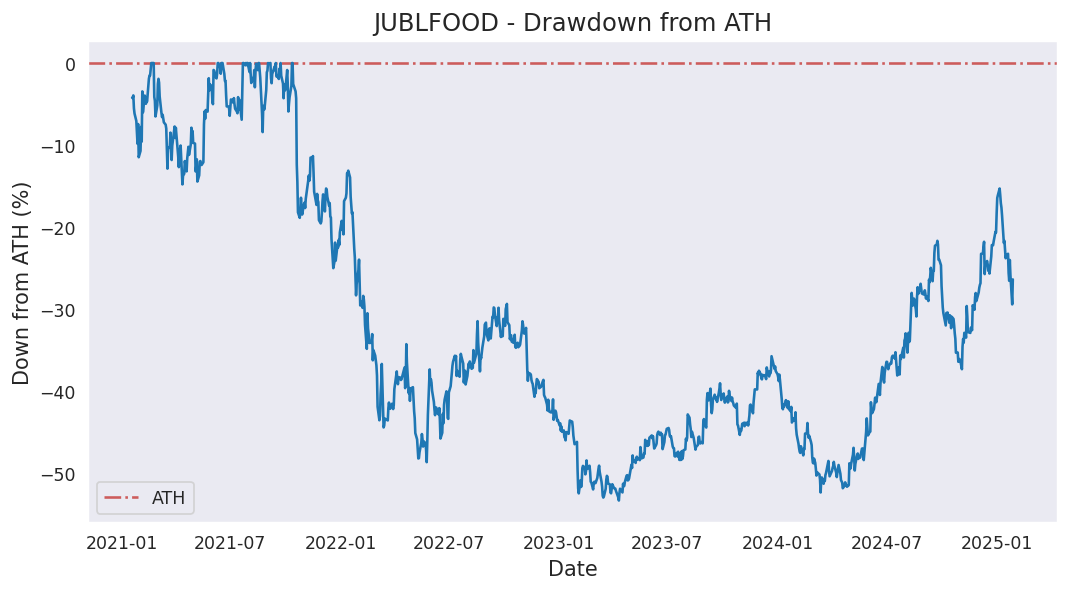 JUBLFOOD - Drawdown from ATH
Down from ATH (%)
0
−10
−20
−30
−40
−50
ATH
2021-01 2021-07 2022-01 2022-07 2023-01 2023-07 2024-01 2024-07 2025-01
Date